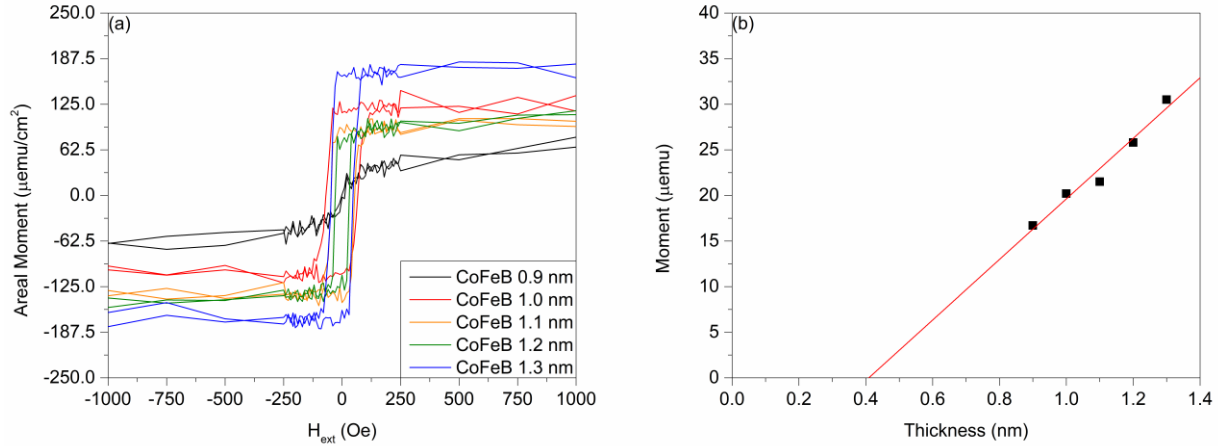 (a)
250.0
187.5
125.0
62.5
0.0
-62.5
-125.0
-187.5
-250.0
Areal Moment (μemu/cm²)
CoFeB 0.9 nm
CoFeB 1.0 nm
CoFeB 1.1 nm
CoFeB 1.2 nm
CoFeB 1.3 nm
-1000 -750 -500 -250 0 250 500 750 1000
Hext (Oe)
(b)
40
35
30
25
20
15
10
5
0
Moment (μemu)
0.0 0.2 0.4 0.6 0.8 1.0 1.2 1.4
Thickness (nm)